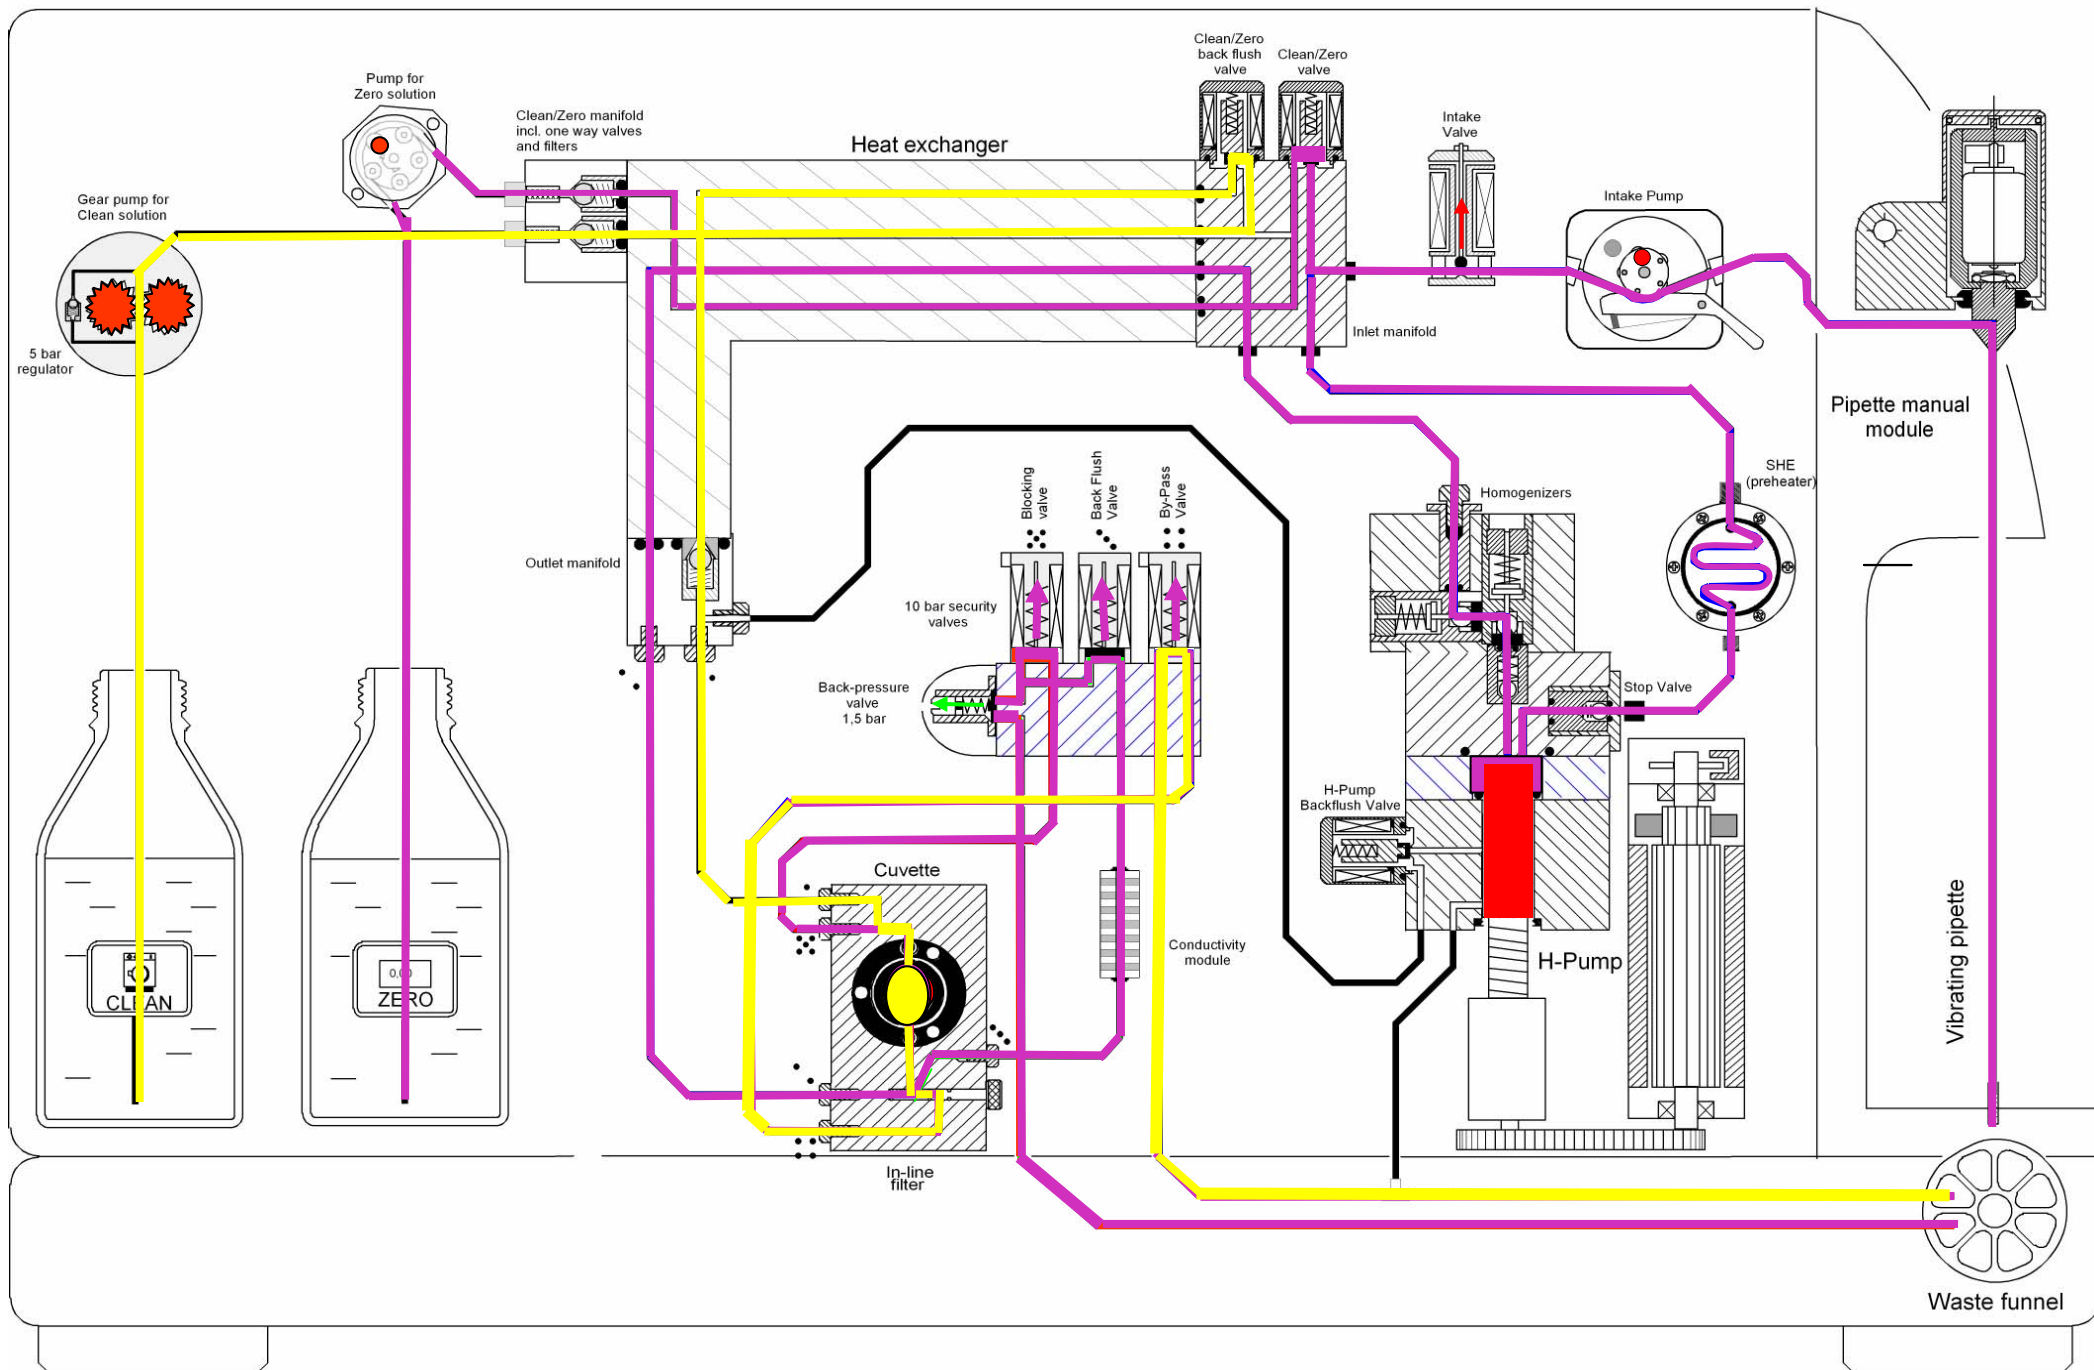 Clean/Zero
back flush
valve
Clean/Zero
valve
Pump for
Zero solution
Clean/Zero manifold
incl. one way valves
and filters
Heat exchanger
Intake
Valve
Intake Pump
Gear pump for
Clean solution
5 bar
regulator
Inlet manifold
Pipette manual
module
SHE
(preheater)
Blocking
valve
Back Flush
Valve
By-Pass
Valve
Homogenizers
Outlet manifold
10 bar security
valves
Back-pressure
valve
1,5 bar
Stop Valve
H-Pump
Backflush Valve
Cuvette
Conductivity
module
H-Pump
Vibrating pipette
CLEAN
0,00
ZERO
In-line
filter
Waste funnel